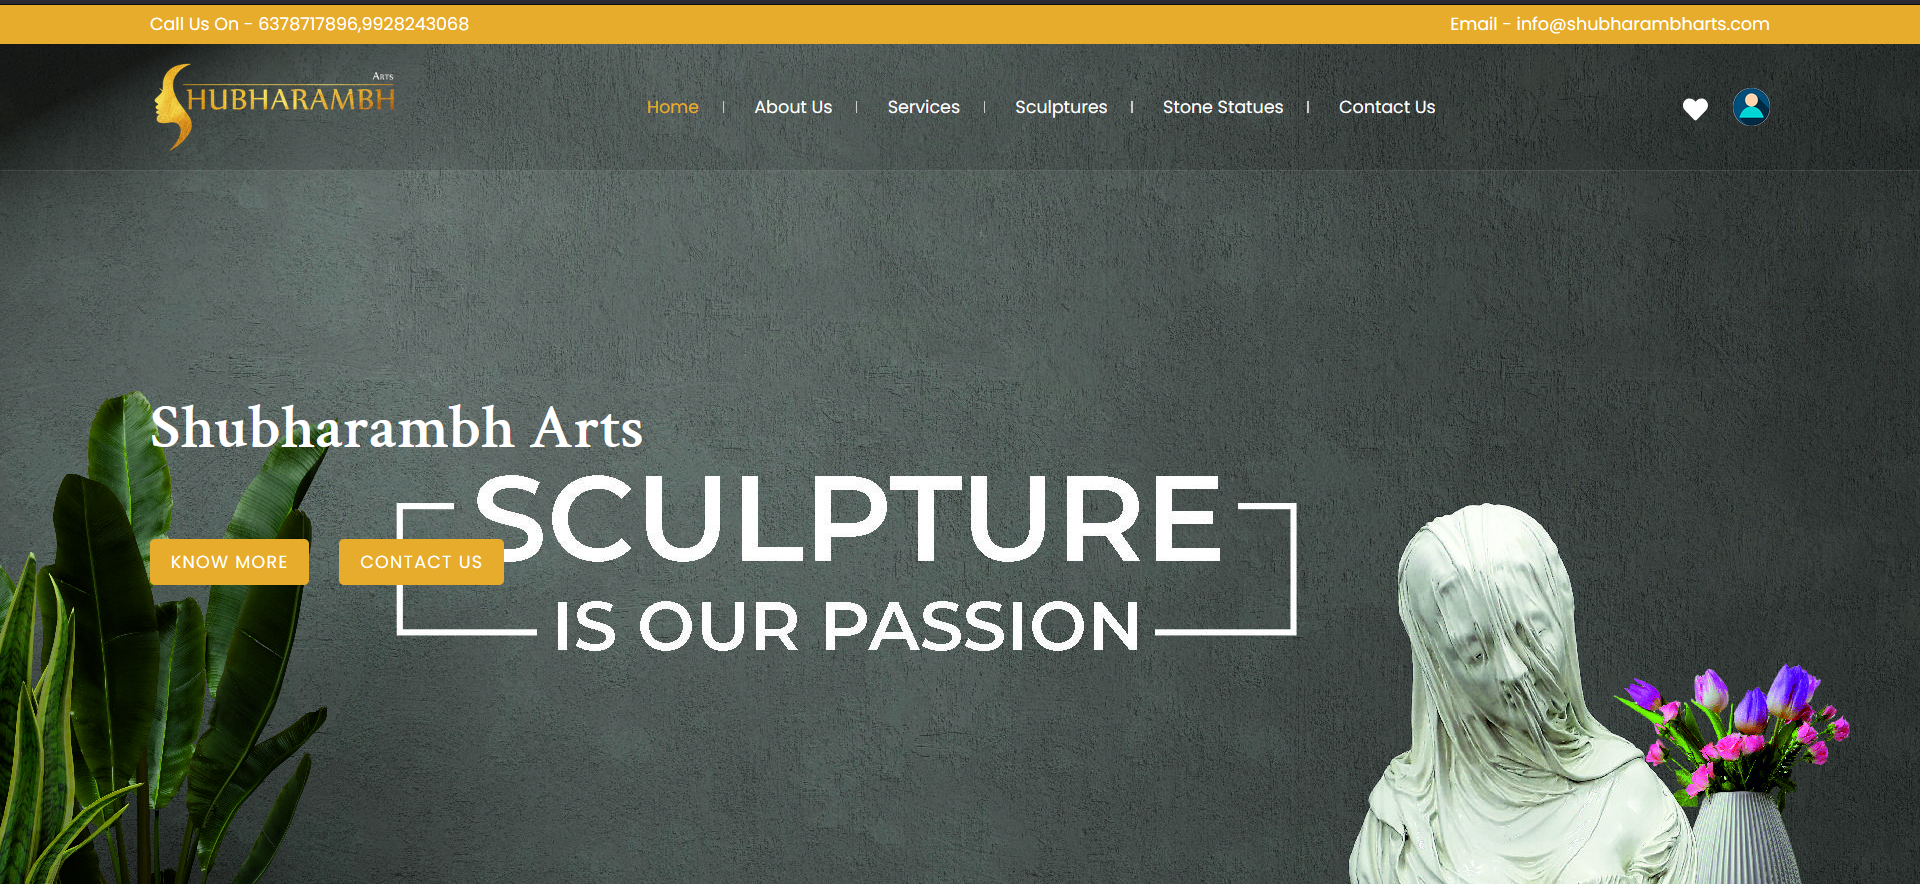 Call Us On - 6378717896,9928243068
Email - info@shubharambharts.com
ARTS
SHUBHARAMBH
Home | About Us | Services | Sculptures | Stone Statues | Contact Us
Shubharambh Arts
SCULPTURE
KNOW MORE
CONTACT US
IS OUR PASSION